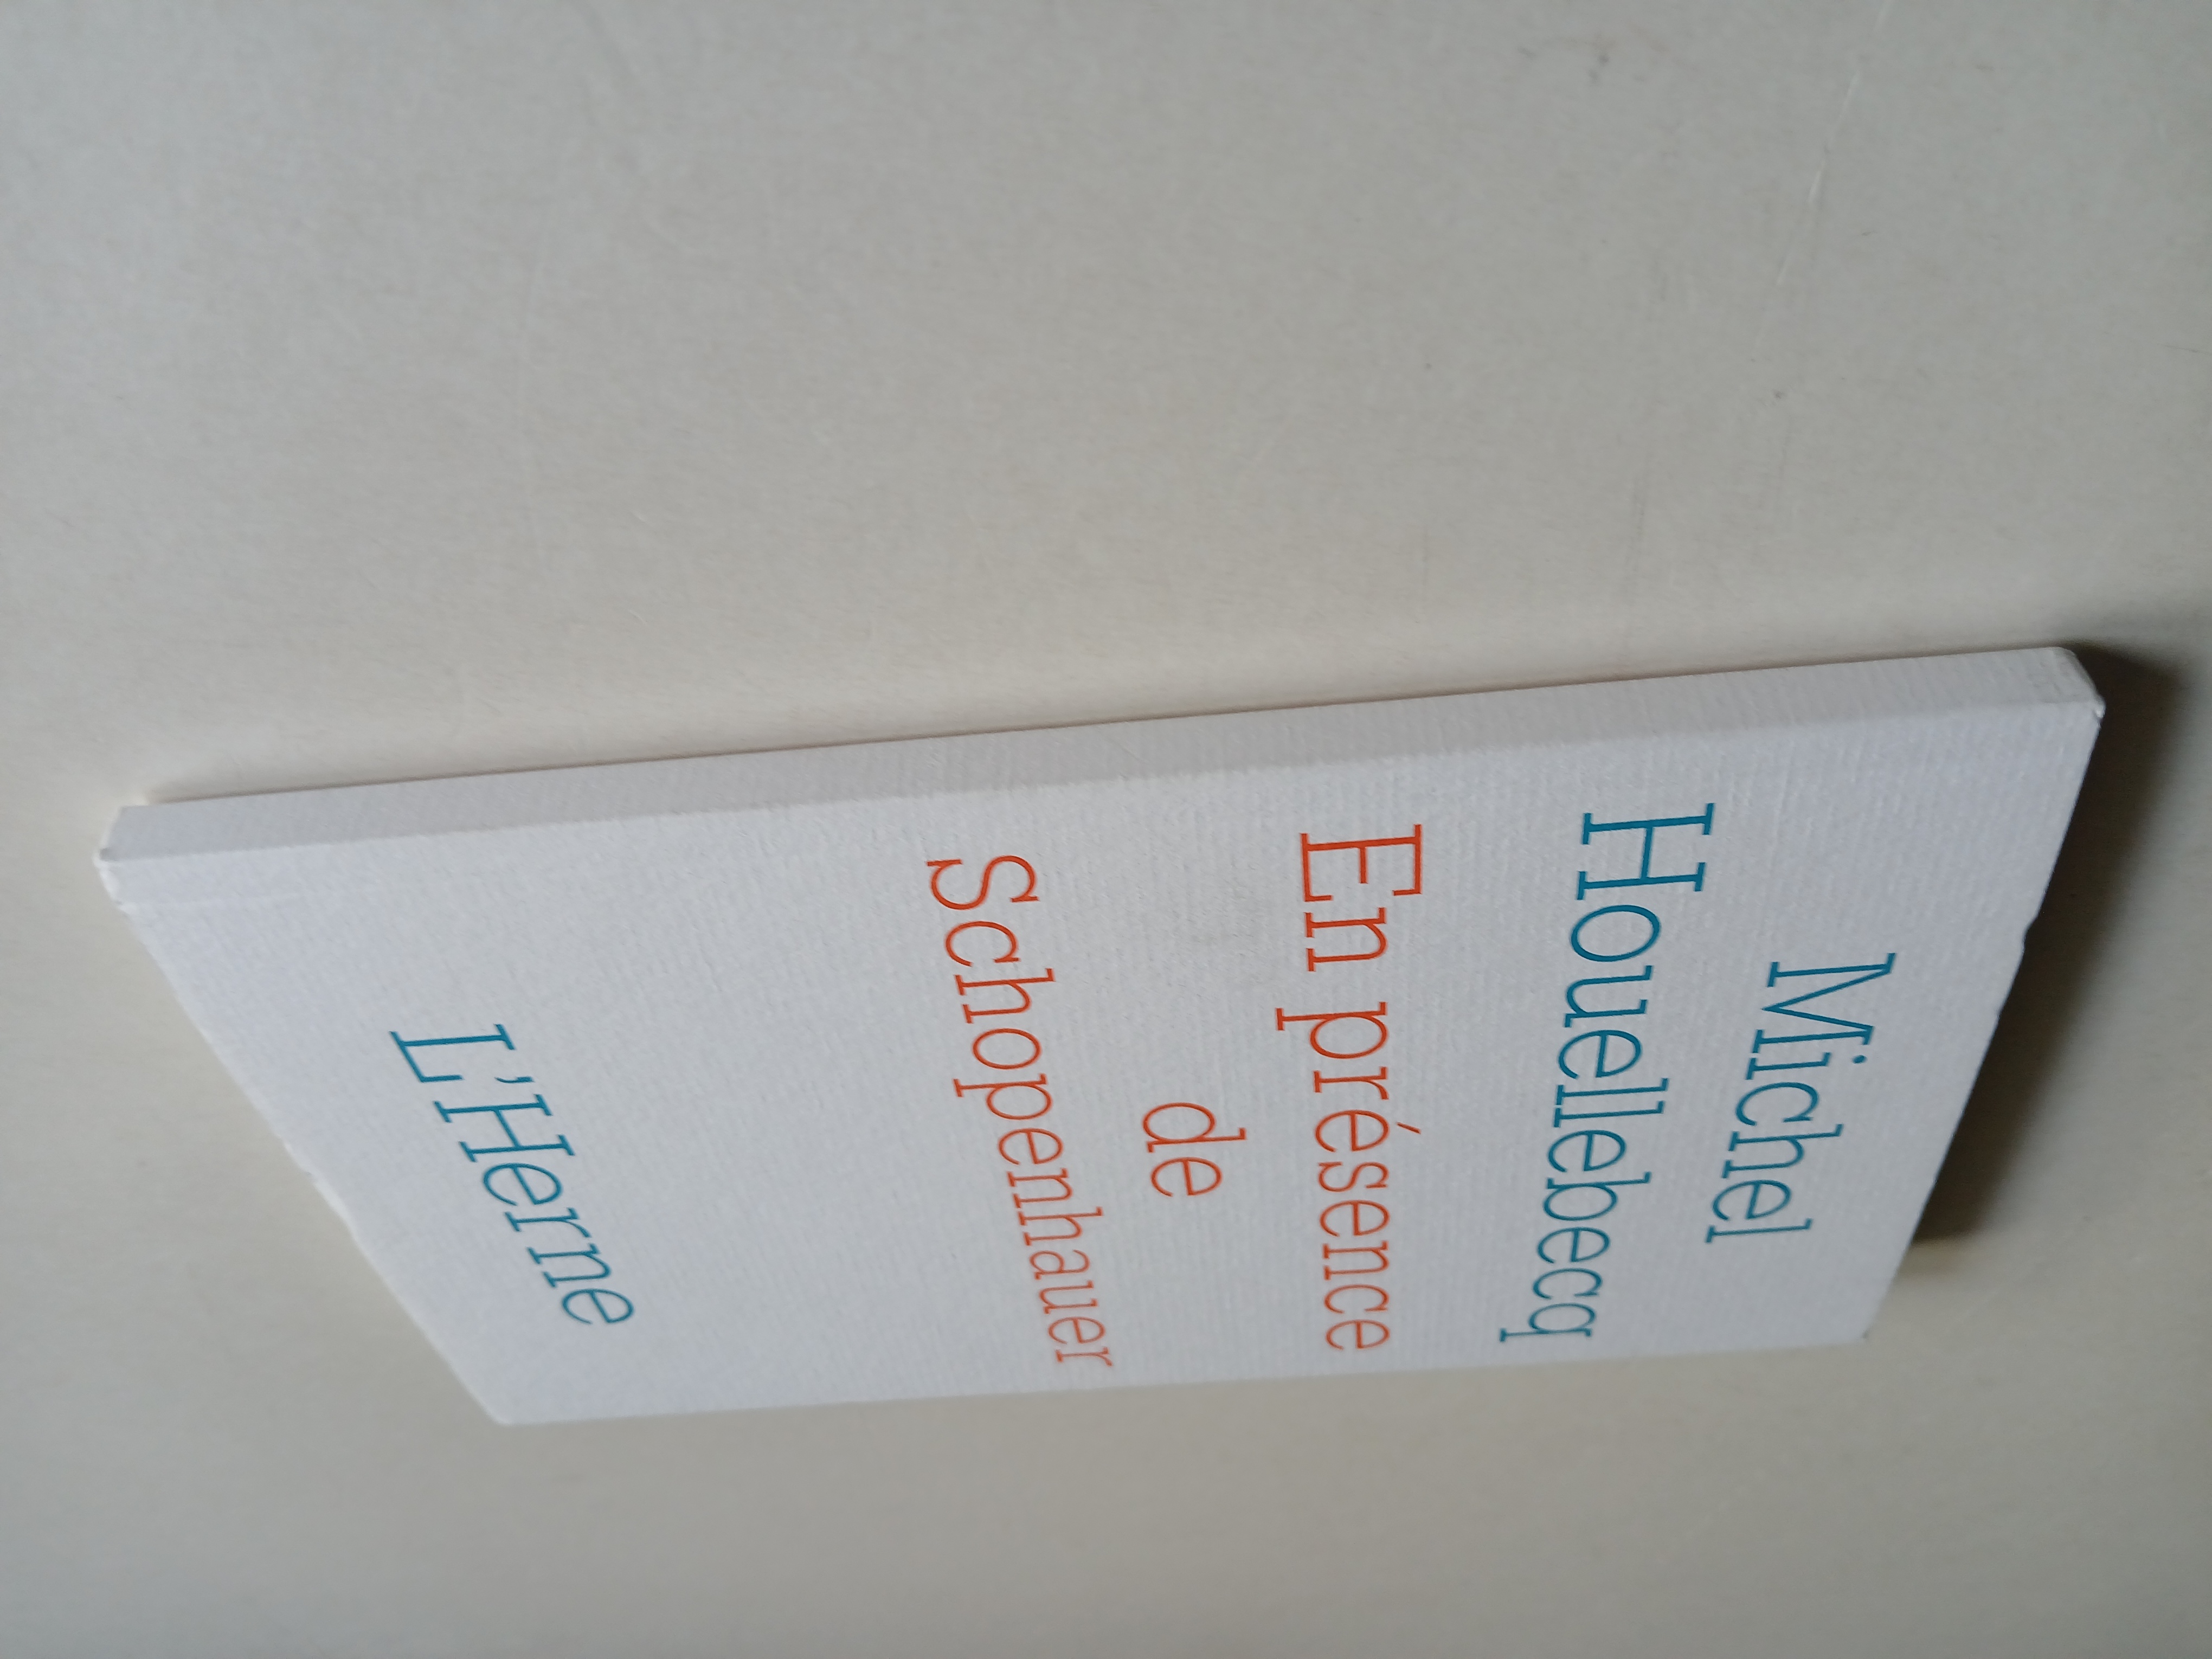 Michel
Houellebecq
En présence
de
Schopenhauer
L'Herne